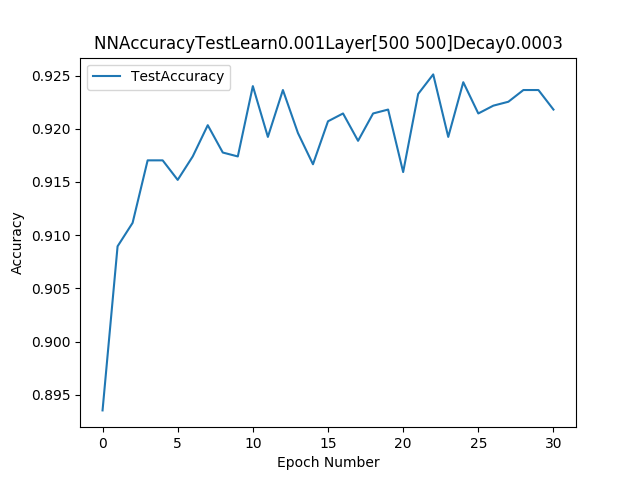 NNAccuracyTestLearn0.001Layer[500 500]Decay0.0003
TestAccuracy
0.925
0.920
0.915
0.910
0.905
0.900
0.895
Accuracy
0 5 10 15 20 25 30
Epoch Number